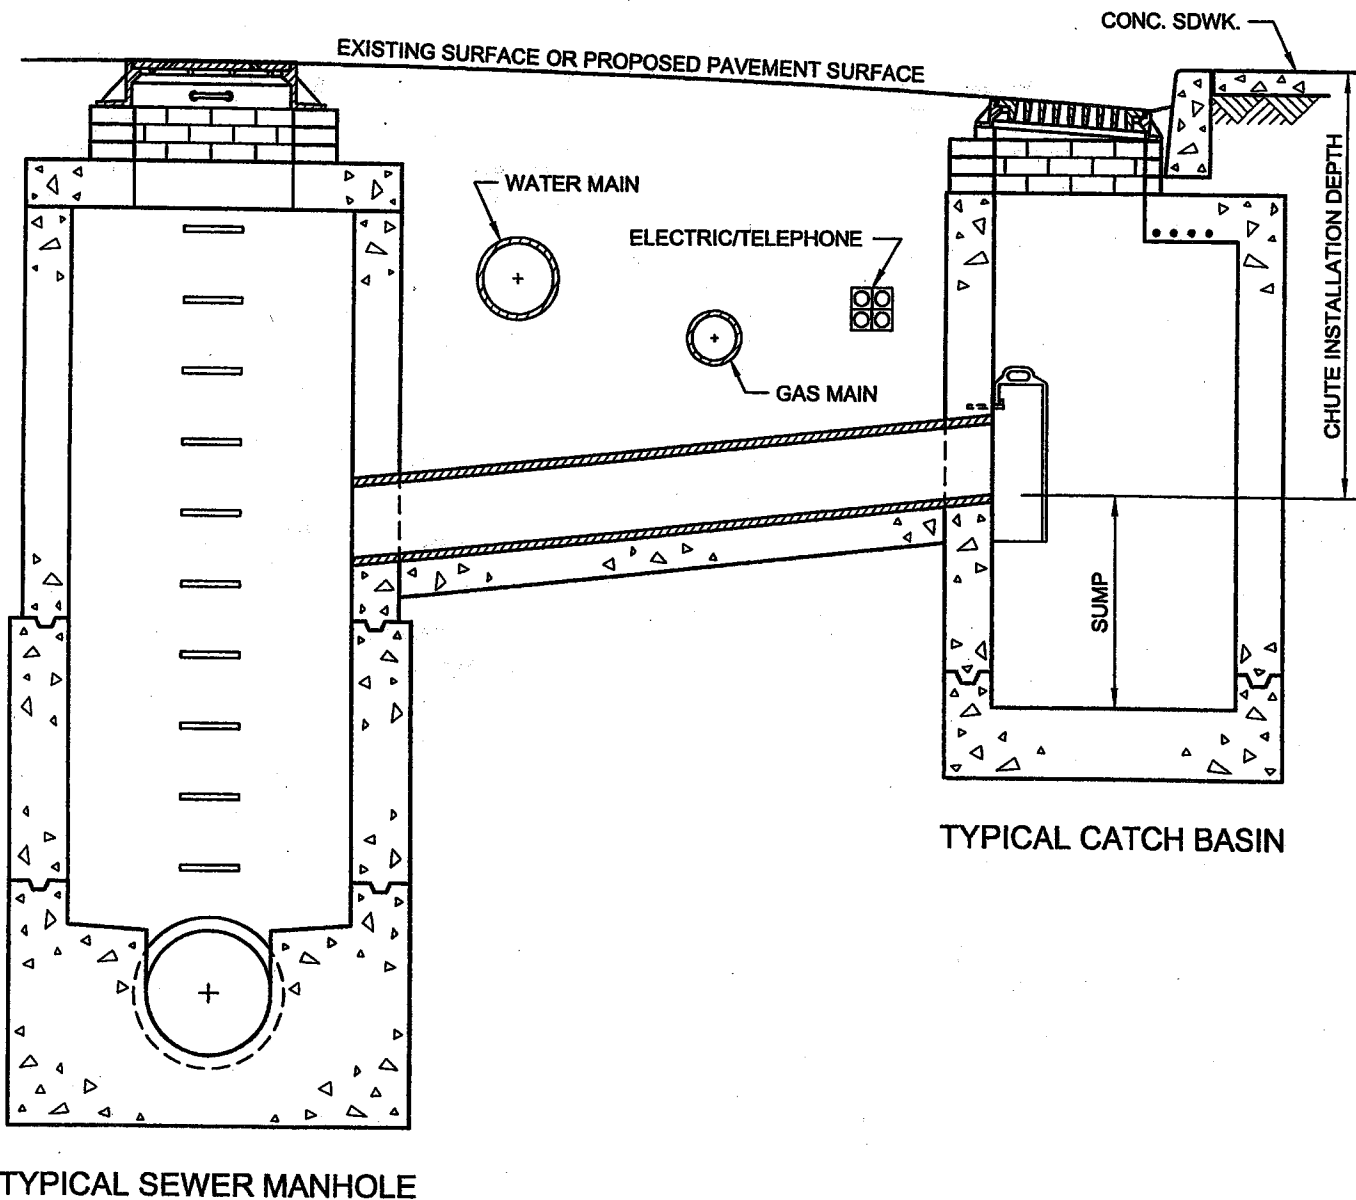 CONC. SDWK.
EXISTING SURFACE OR PROPOSED PAVEMENT SURFACE
WATER MAIN
ELECTRIC/TELEPHONE
GAS MAIN
CHUTE INSTALLATION DEPTH
SUMP
TYPICAL CATCH BASIN
TYPICAL SEWER MANHOLE